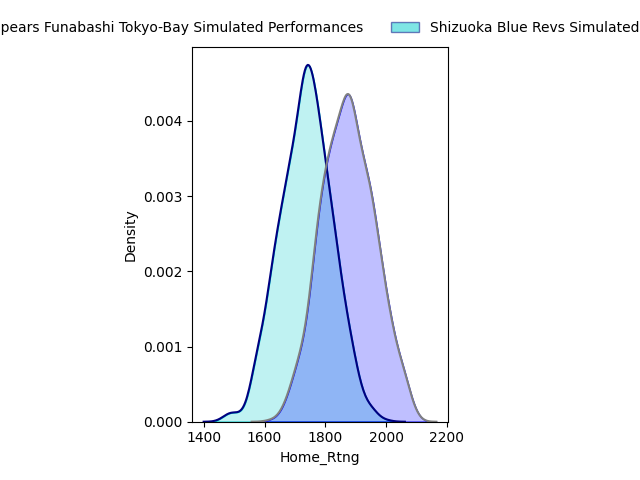 pears Funabashi Tokyo-Bay Simulated Performances Shizuoka Blue Revs Simulated
0.004
0.003
0.002
0.001
0.000
Density
1400 1600 1800 2000 2200
Home_Rtng